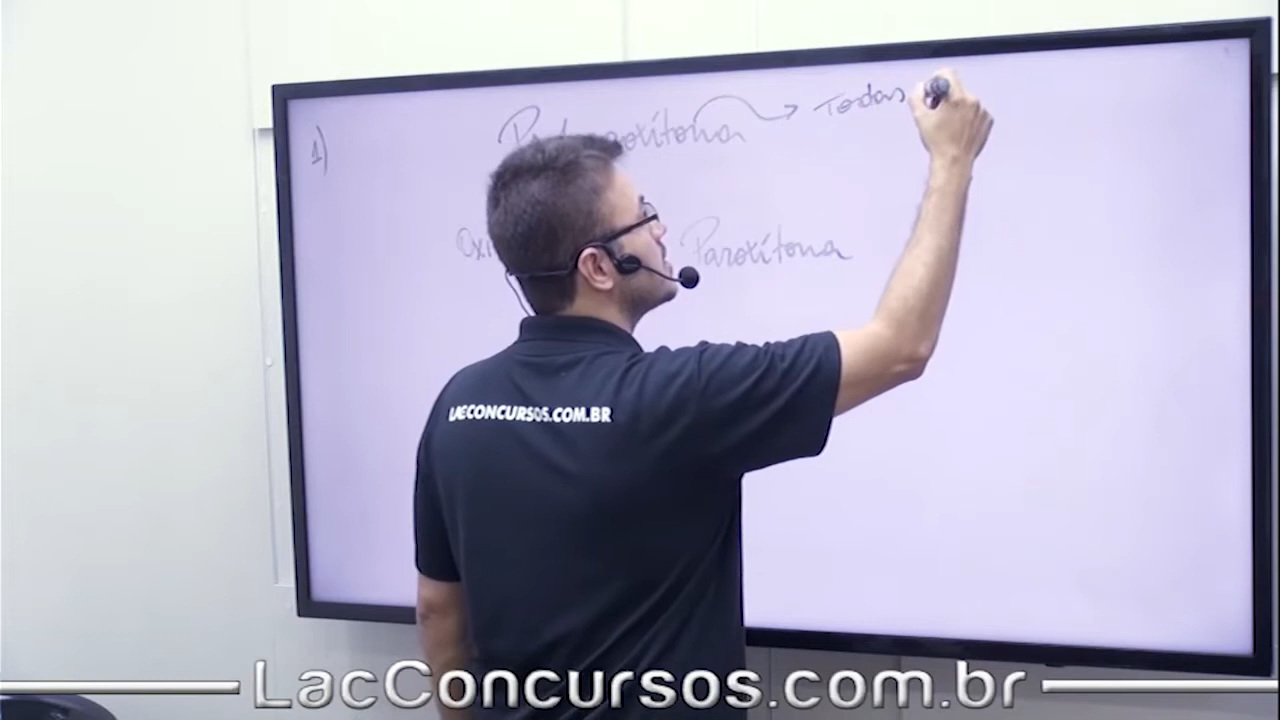 1)
→ Todas
Paroxítona
LACCONCURSOS.COM.BR
LacConcursos.com.br